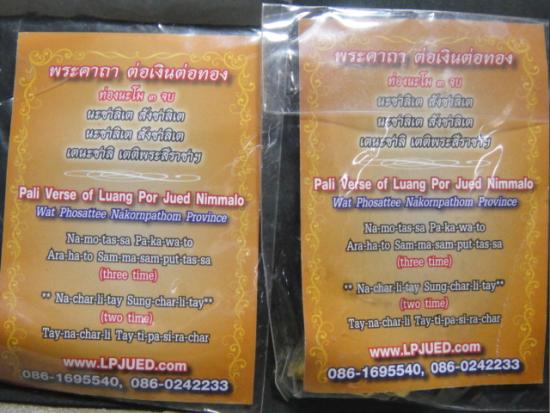 พระคาถา ต่อเงินต่อทอง
ท่องนะโม ๓ จบ
นะชาลิเต สังชาลิเต
นะชาลิเต สังชาลิเต
เตนะชาลิ เตติพระสีราชาฯ
Pali Verse of Luang Por Jued Nimmalo
Wat Phosattee Nakornpathom Province
Na-mo-tas-sa Pa-ka-wa-to
Ara-ha-to Sam-ma-sam-put-tas-sa
(three time)
** Na-char-li-tay Sung-char-li-tay**
(two time)
Tay-na-char-li Tay-ti-pa-si-ra-char
www.LPJUED.com
086-1695540, 086-0242233
พระคาถา ต่อเงินต่อทอง
ท่องนะโม ๓ จบ
นะชาลิเต สังชาลิเต
นะชาลิเต สังชาลิเต
เตนะชาลิ เตติพระสีราชาฯ
Pali Verse of Luang Por Jued Nimmalo
Wat Phosattee Nakornpathom Province
Na-mo-tas-sa Pa-ka-wa-to
Ara-ha-to Sam-ma-sam-put-tas-sa
(three time)
** Na-char-li-tay Sung-char-li-tay**
(two time)
Tay-na-char-li Tay-ti-pa-si-ra-char
www.LPJUED.com
086-1695540, 086-0242233